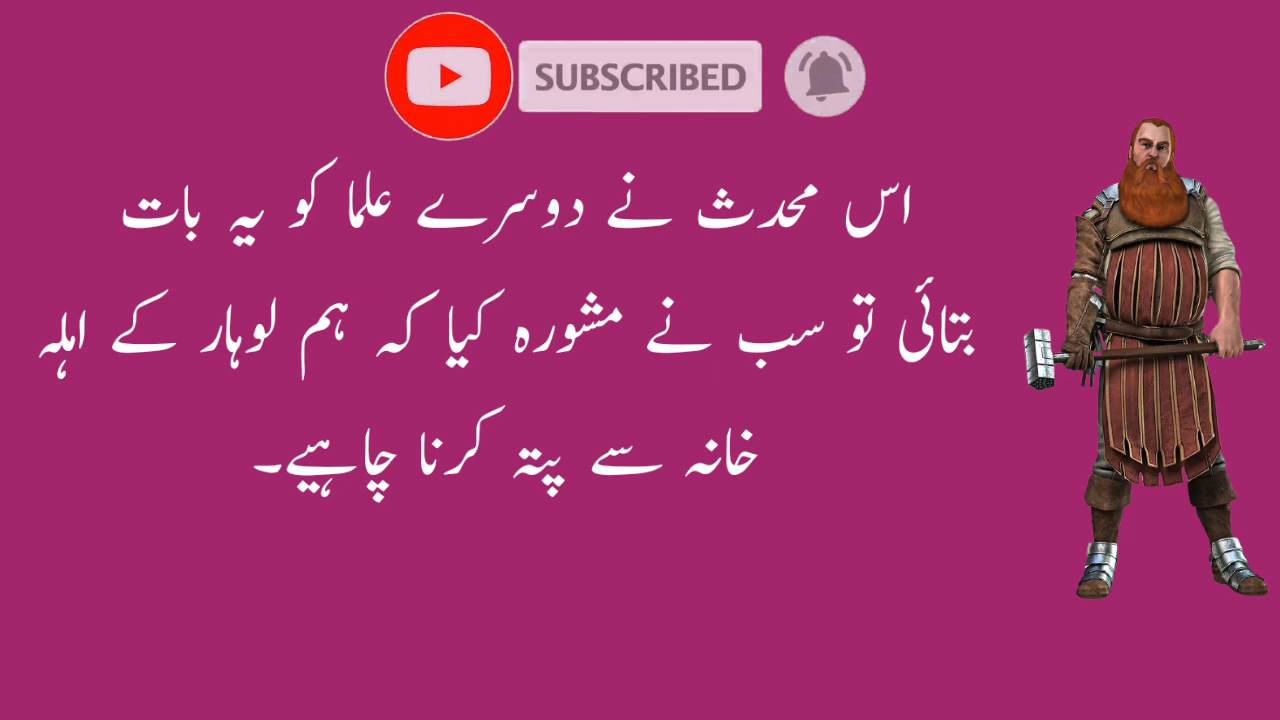 SUBSCRIBED
اس محدث نے دوسرے علما کو یہ بات
بتائی تو سب نے مشورہ کیا کہ ہم لوہار کے اہلہ
خانہ سے پتہ کرنا چاہیے۔